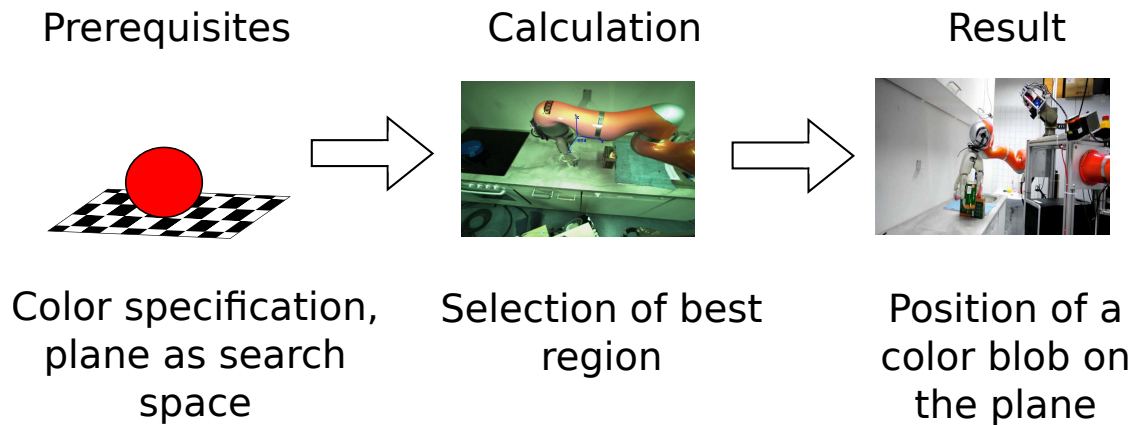 Prerequisites
Calculation
Result
Color specification,
plane as search
space
Selection of best
region
Position of a
color blob on
the plane